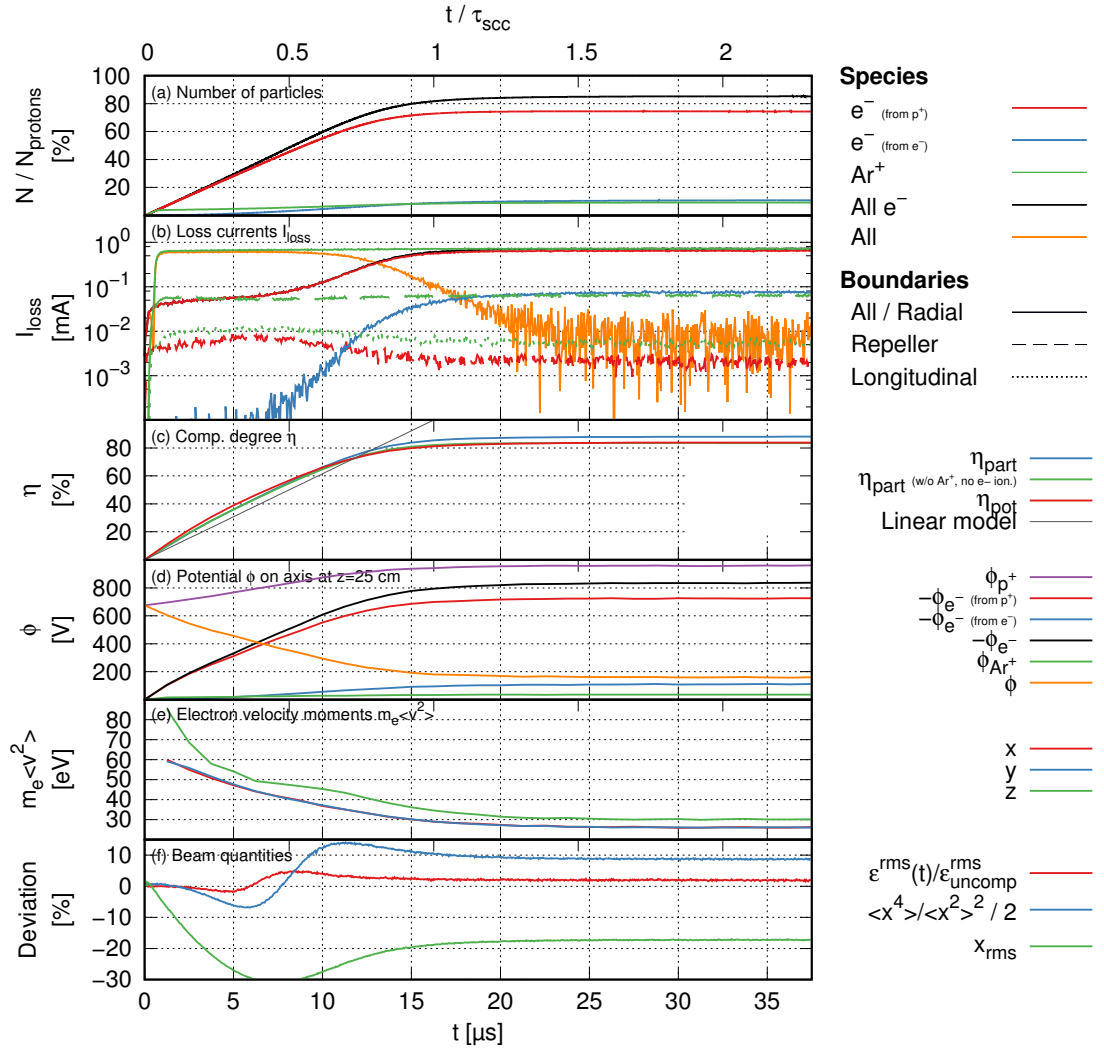 t / τscc
0 0.5 1 1.5 2
(a) Number of particles
N / Nprotons
[%]
100
80
60
40
20
(b) Loss currents Iloss
Iloss
[mA]
10^0
10^-1
10^-2
10^-3
(c) Comp. degree η
η
[%]
80
60
40
20
(d) Potential ϕ on axis at z=25 cm
ϕ
[V]
800
600
400
200
(e) Electron velocity moments me<v²>
me<v²>
[eV]
80
70
60
50
40
30
(f) Beam quantities
Deviation
[%]
10
0
-10
-20
-30
0 5 10 15 20 25 30 35
t [µs]
Species
e⁻ (from p⁺)
e⁻ (from e⁻)
Ar⁺
All e⁻
All
Boundaries
All / Radial
Repeller
Longitudinal
ηpart
ηpart (w/o Ar⁺, no e− ion.)
ηpot
Linear model
ϕp⁺
−ϕe⁻ (from p⁺)
−ϕe⁻ (from e⁻)
−ϕe⁻
ϕAr⁺
ϕ
x
y
z
εrms(t)/εrms uncomp
<x⁴>/<x²>² / 2
xrms